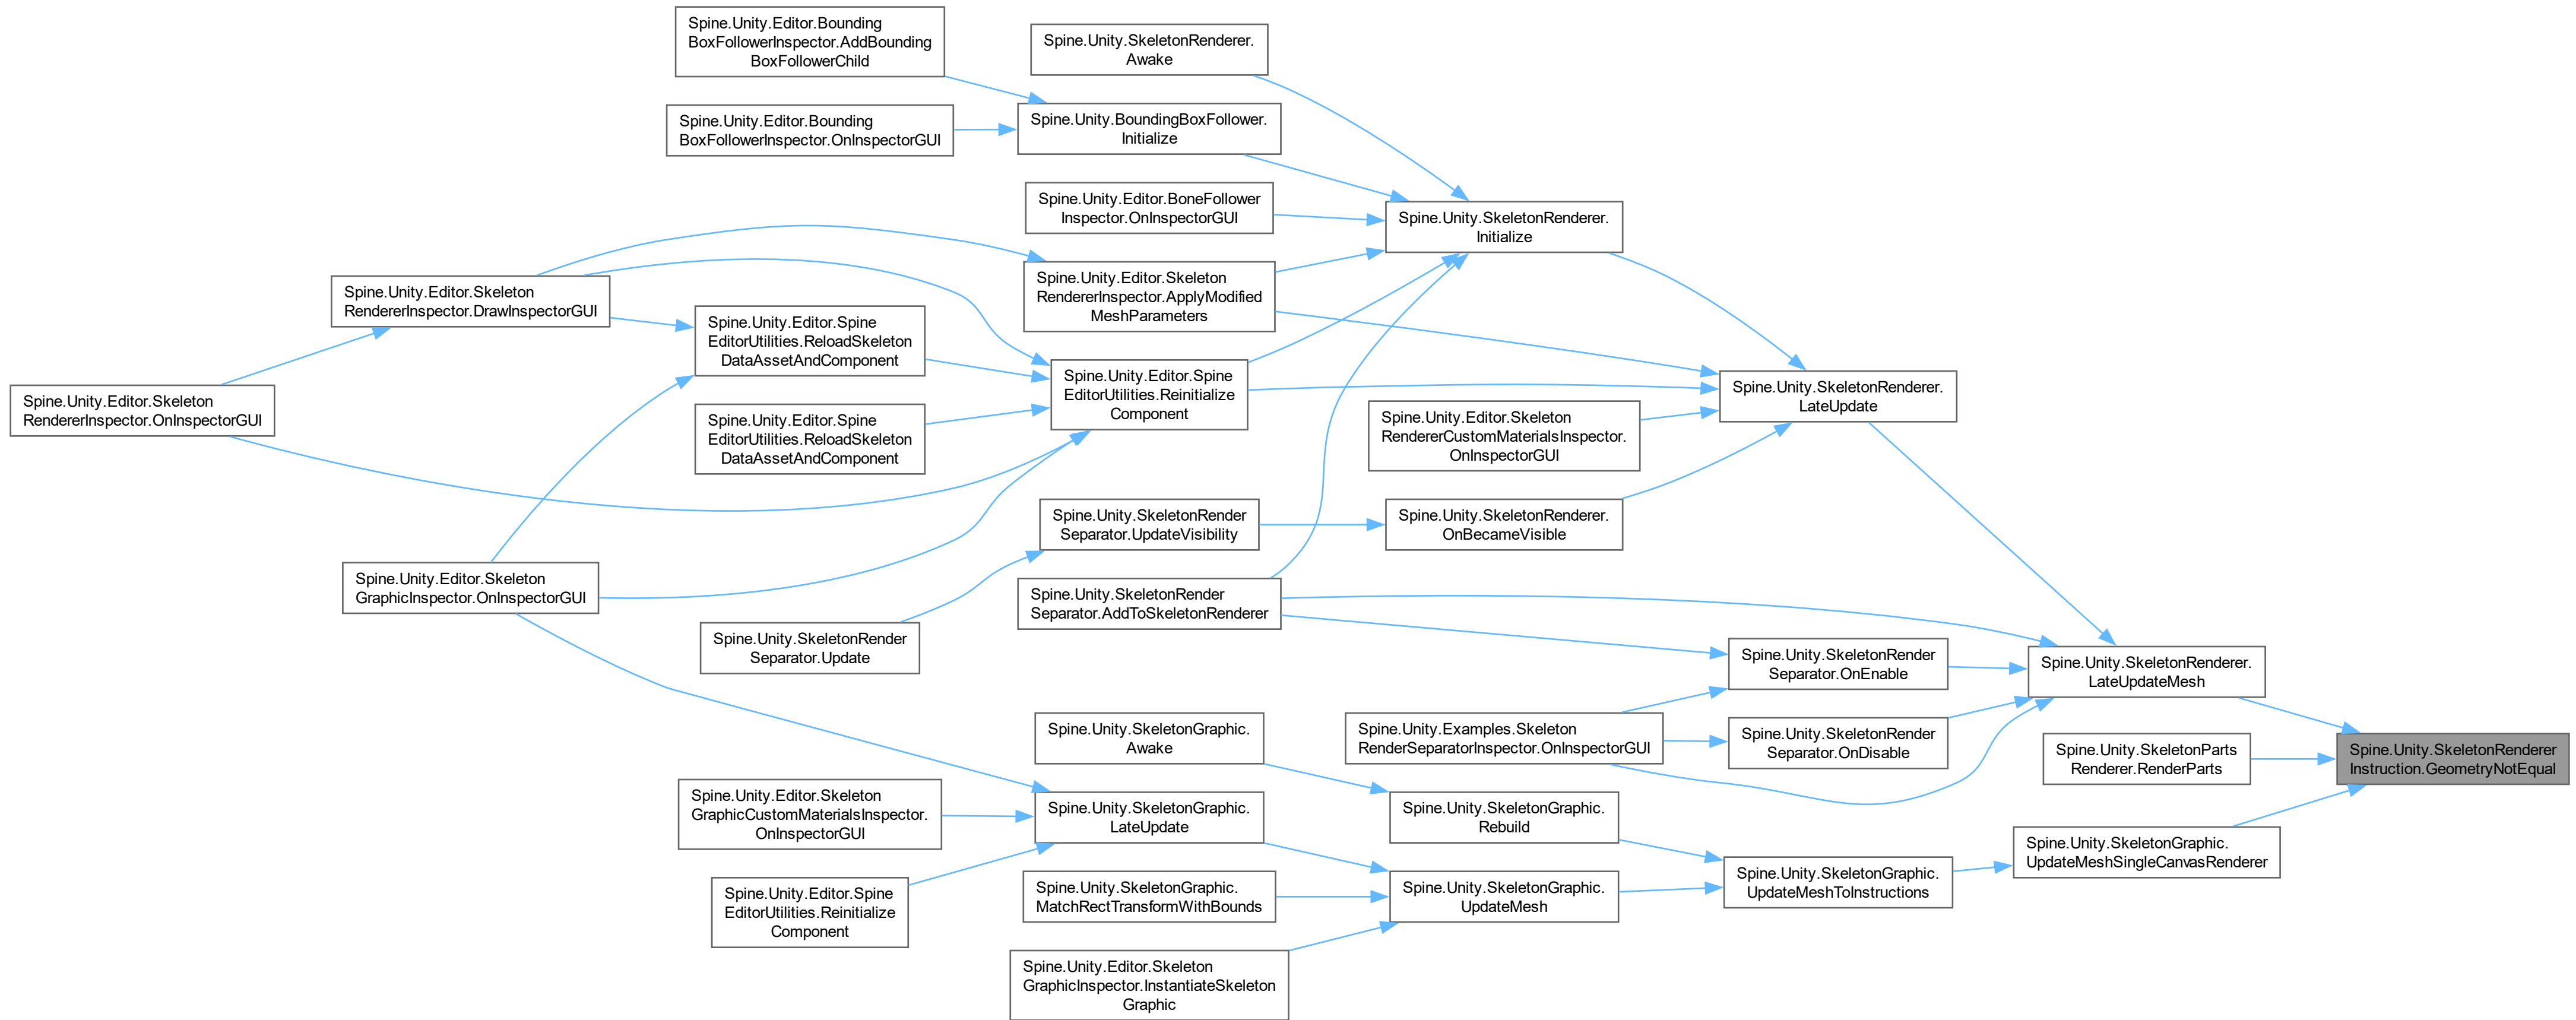 Spine.Unity.Editor.Bounding
BoxFollowerInspector.AddBounding
BoxFollowerChild
Spine.Unity.SkeletonRenderer.
Awake
Spine.Unity.Editor.Bounding
BoxFollowerInspector.OnInspectorGUI
Spine.Unity.BoundingBoxFollower.
Initialize
Spine.Unity.Editor.BoneFollower
Inspector.OnInspectorGUI
Spine.Unity.SkeletonRenderer.
Initialize
Spine.Unity.Editor.Skeleton
RendererInspector.DrawInspectorGUI
Spine.Unity.Editor.Skeleton
RendererInspector.ApplyModified
MeshParameters
Spine.Unity.Editor.Spine
EditorUtilities.ReloadSkeleton
DataAssetAndComponent
Spine.Unity.Editor.Skeleton
RendererInspector.OnInspectorGUI
Spine.Unity.Editor.Spine
EditorUtilities.Reinitialize
Component
Spine.Unity.SkeletonRenderer.
LateUpdate
Spine.Unity.Editor.Spine
EditorUtilities.ReloadSkeleton
DataAssetAndComponent
Spine.Unity.Editor.Skeleton
RendererCustomMaterialsInspector.
OnInspectorGUI
Spine.Unity.SkeletonRender
Separator.UpdateVisibility
Spine.Unity.SkeletonRenderer.
OnBecameVisible
Spine.Unity.Editor.Skeleton
GraphicInspector.OnInspectorGUI
Spine.Unity.SkeletonRender
Separator.AddToSkeletonRenderer
Spine.Unity.SkeletonRender
Separator.Update
Spine.Unity.SkeletonRender
Separator.OnEnable
Spine.Unity.SkeletonRenderer.
LateUpdateMesh
Spine.Unity.SkeletonGraphic.
Awake
Spine.Unity.Examples.Skeleton
RenderSeparatorInspector.OnInspectorGUI
Spine.Unity.SkeletonRender
Separator.OnDisable
Spine.Unity.SkeletonParts
Renderer.RenderParts
Spine.Unity.SkeletonRenderer
Instruction.GeometryNotEqual
Spine.Unity.Editor.Skeleton
GraphicCustomMaterialsInspector.
OnInspectorGUI
Spine.Unity.SkeletonGraphic.
LateUpdate
Spine.Unity.SkeletonGraphic.
Rebuild
Spine.Unity.SkeletonGraphic.
UpdateMeshSingleCanvasRenderer
Spine.Unity.Editor.Spine
EditorUtilities.Reinitialize
Component
Spine.Unity.SkeletonGraphic.
MatchRectTransformWithBounds
Spine.Unity.SkeletonGraphic.
UpdateMesh
Spine.Unity.SkeletonGraphic.
UpdateMeshToInstructions
Spine.Unity.Editor.Skeleton
GraphicInspector.InstantiateSkeleton
Graphic